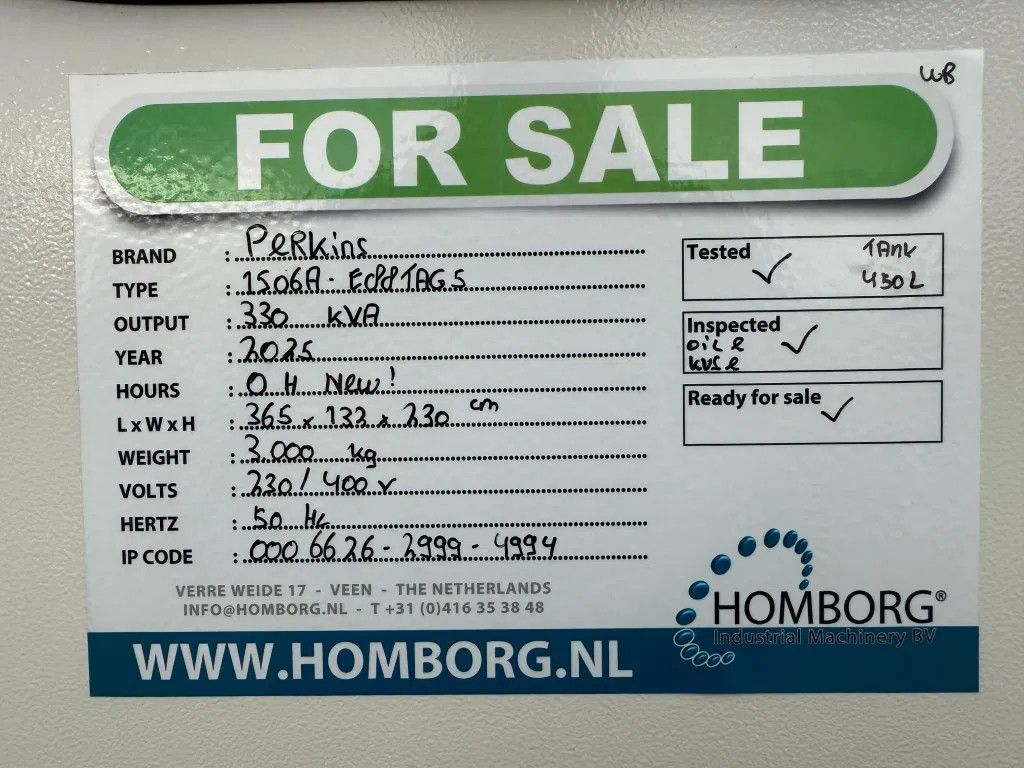 WB
FOR SALE
BRAND : Perkins
TYPE : 1506A - E88TAG5
OUTPUT : 330 kVA
YEAR : 2025
HOURS : 0 H New!
L x W x H : 365 x 132 x 230 cm
WEIGHT : 3.000 kg
VOLTS : 230 / 400 v
HERTZ : 50 Hz
IP CODE : 000 6626 - 2999 - 4994
Tested ✓ TANK
450L
Inspected ✓
Ready for sale ✓
VERRE WEIDE 17 - VEEN - THE NETHERLANDS
INFO@HOMBORG.NL - T +31 (0)416 35 38 48
HOMBORG®
Industrial Machinery BV
WWW.HOMBORG.NL